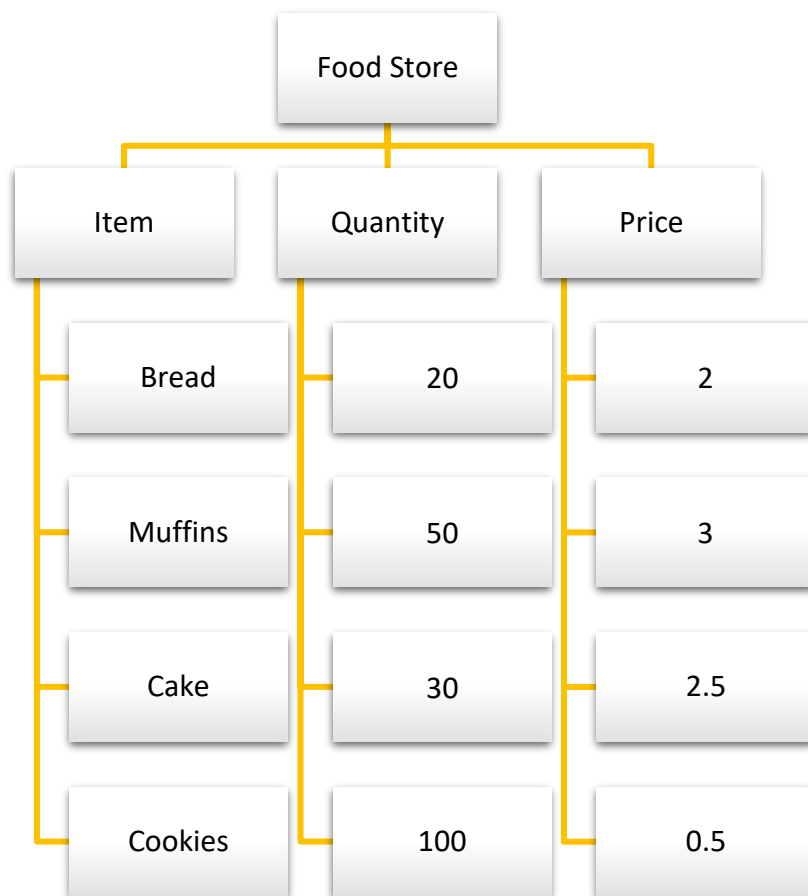 Food Store
Item Quantity Price
Bread 20 2
Muffins 50 3
Cake 30 2.5
Cookies 100 0.5